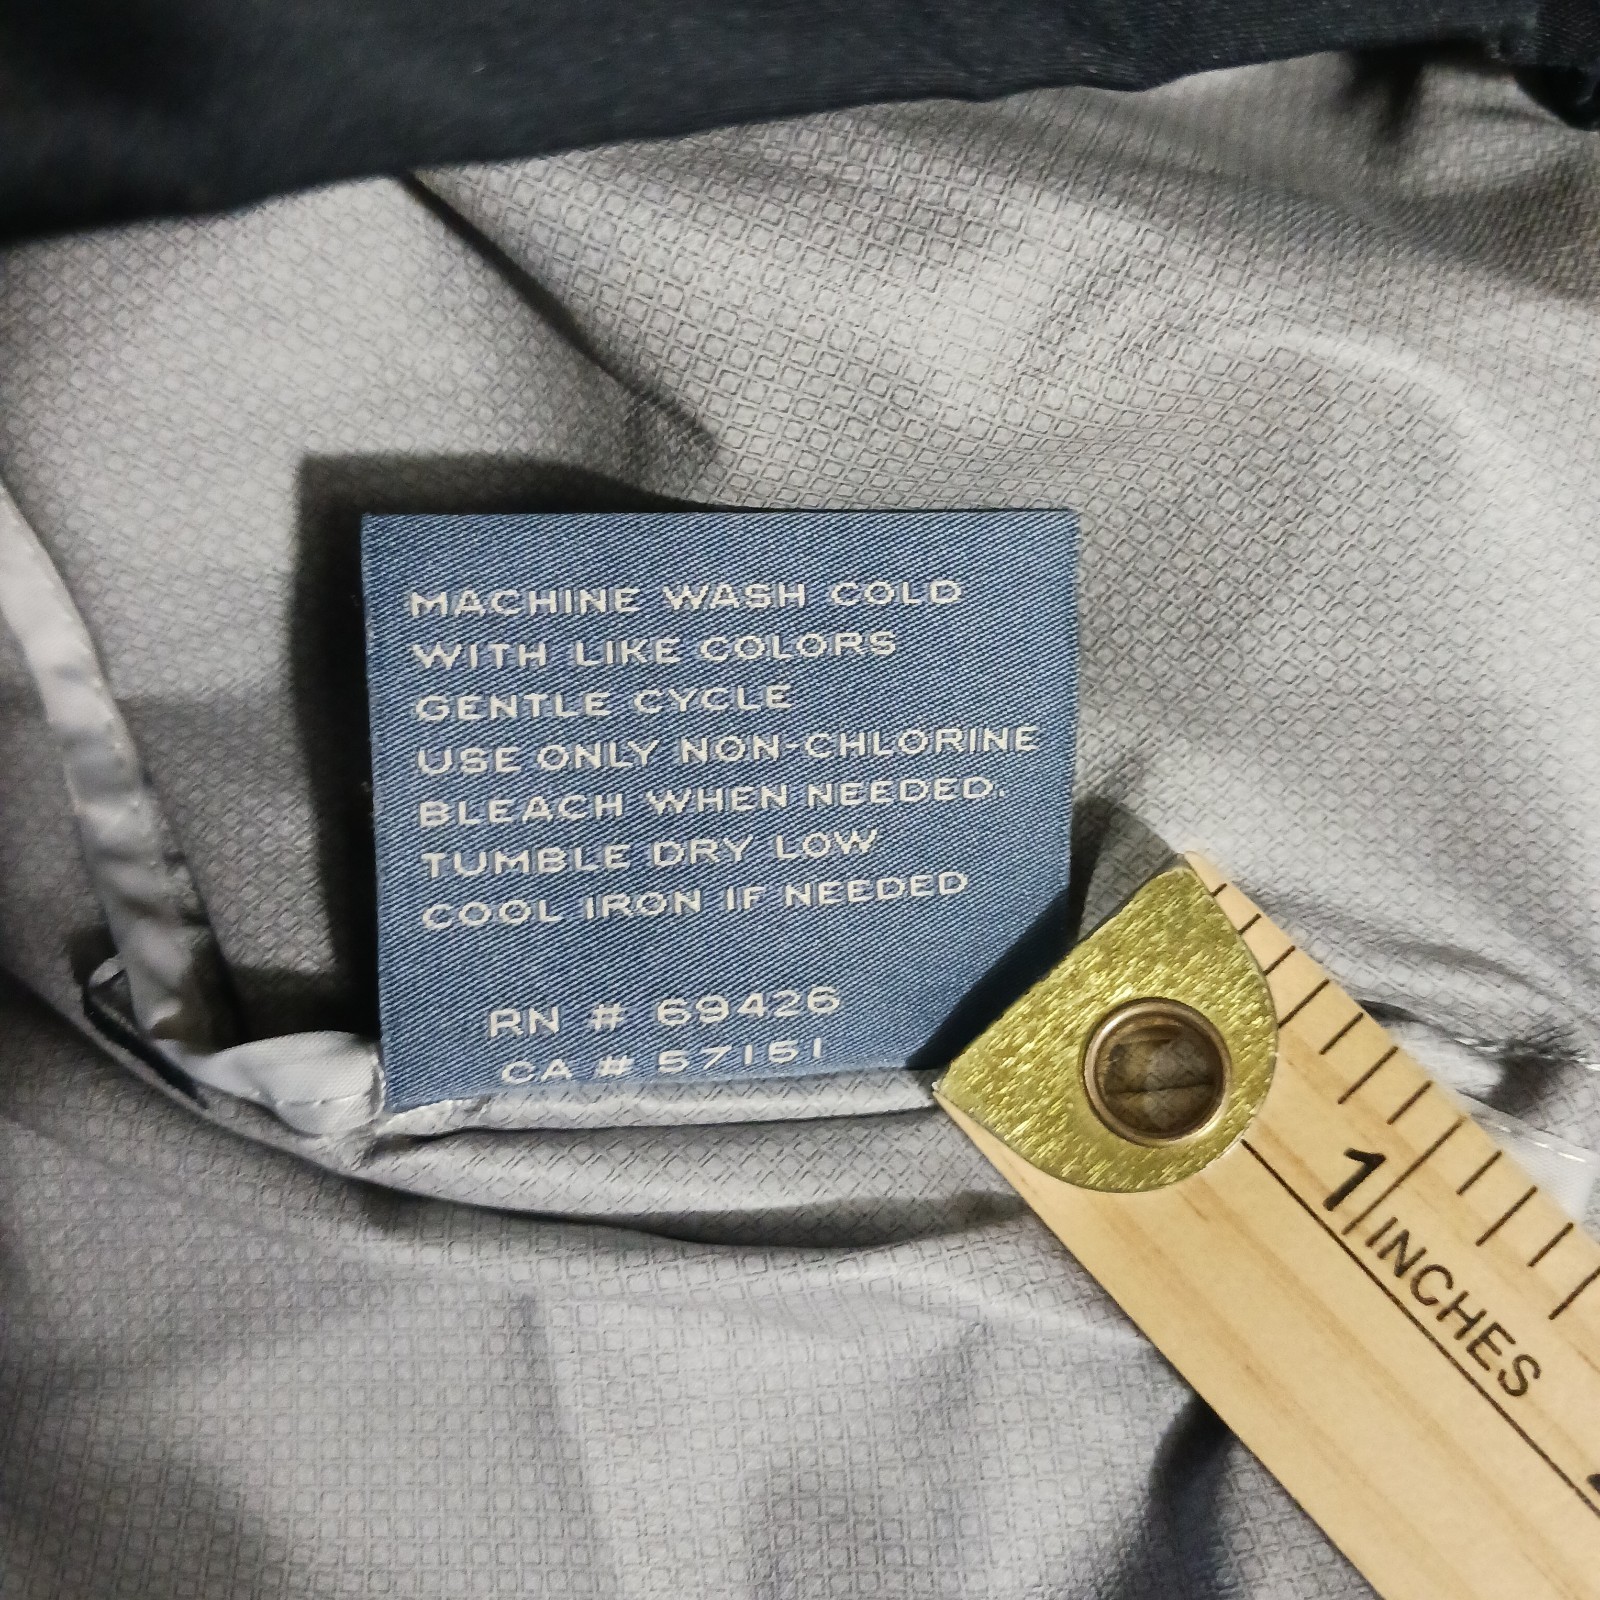 MACHINE WASH COLD
WITH LIKE COLORS
GENTLE CYCLE
USE ONLY NON-CHLORINE
BLEACH WHEN NEEDED.
TUMBLE DRY LOW
COOL IRON IF NEEDED
RN # 69426
CA # 57151
1
INCHES